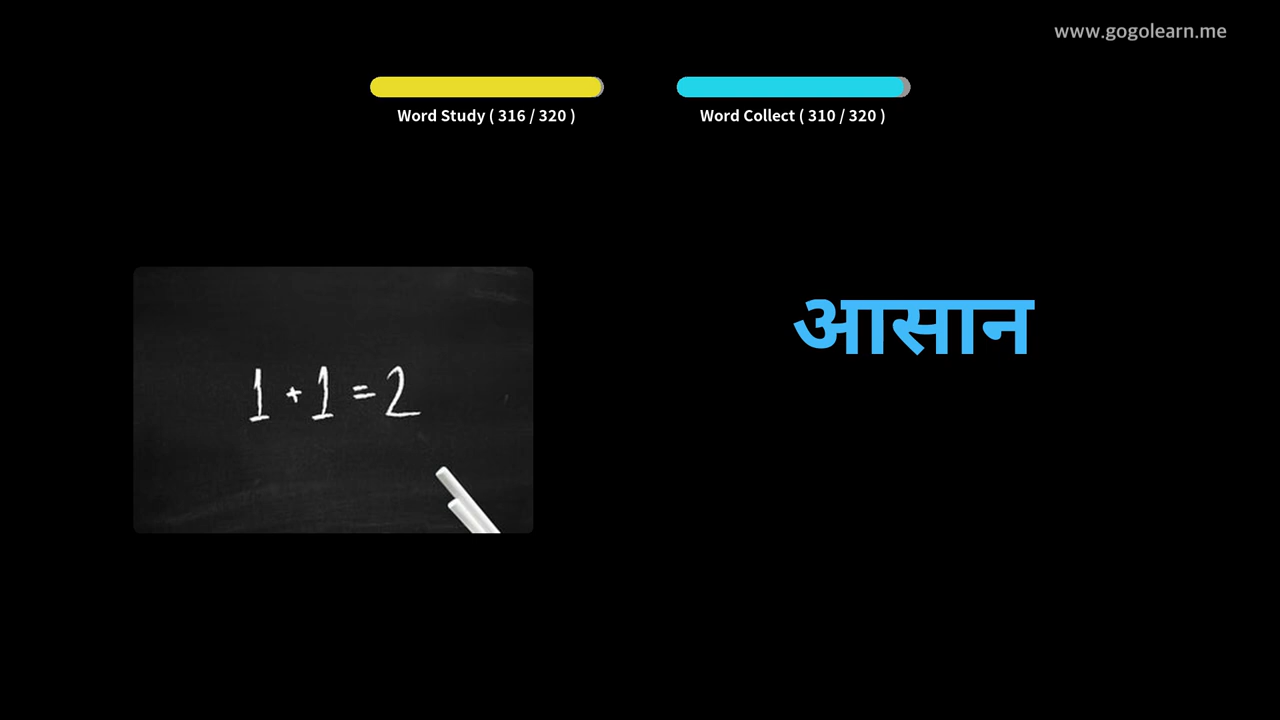 www.gogolearn.me
Word Study ( 316 / 320 )
Word Collect ( 310 / 320 )
आसान
1 + 1 = 2